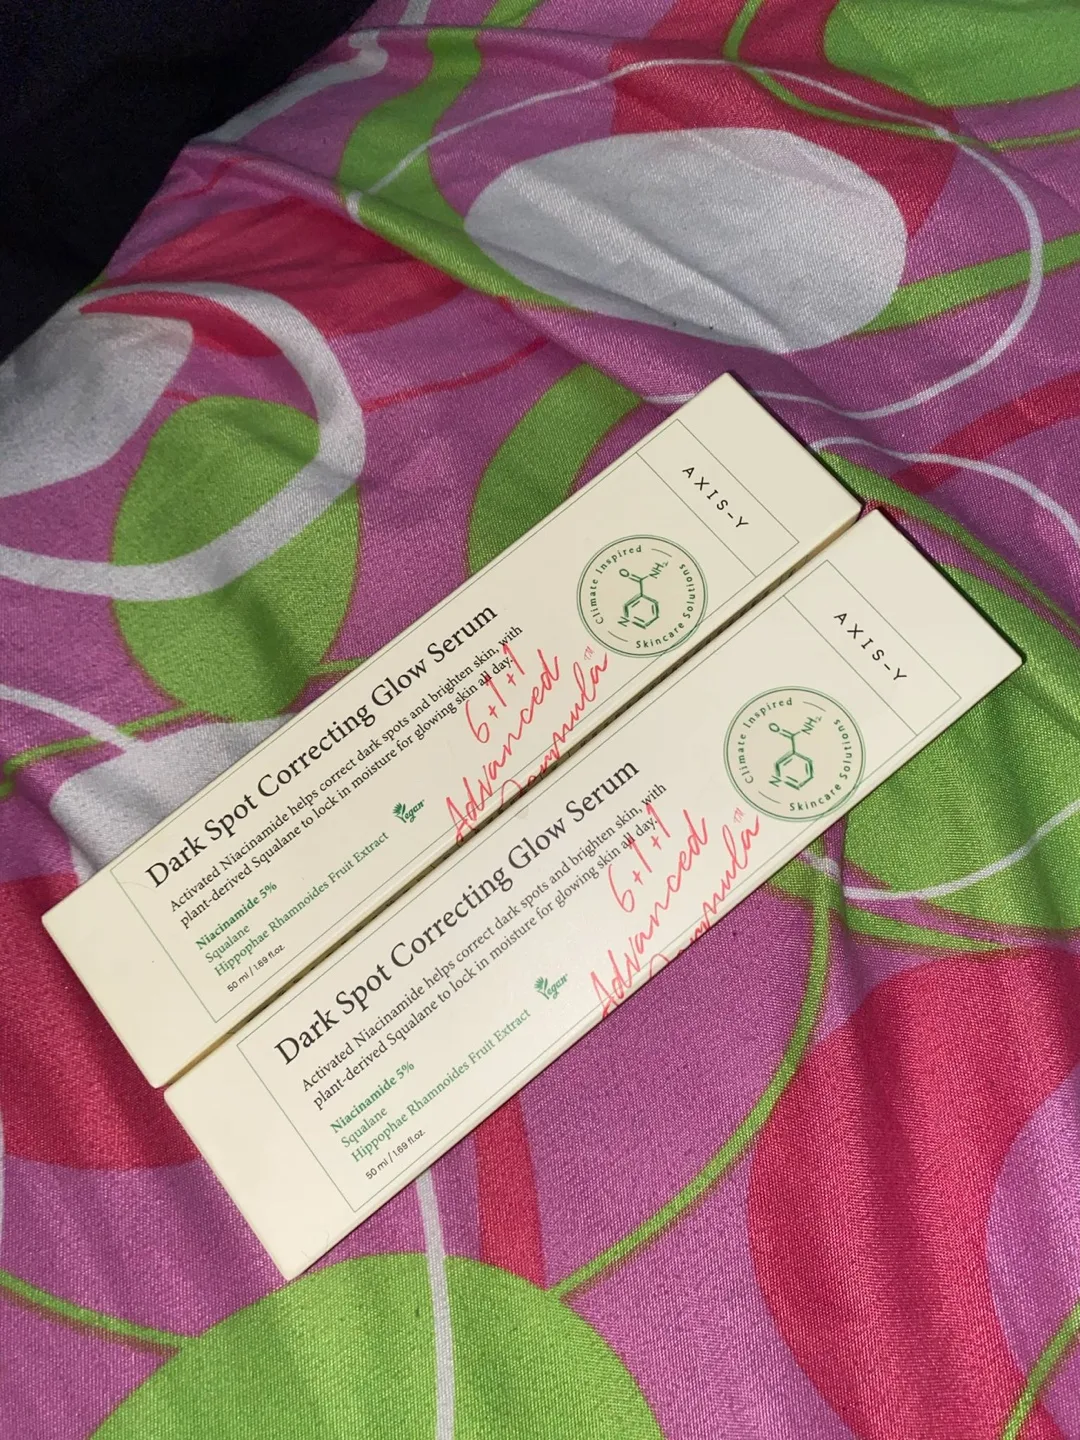 AXIS-Y
Climate Inspired
Skincare Solutions
O
NH₂
N
Dark Spot Correcting Glow Serum
Activated Niacinamide helps correct dark spots and brighten skin, with
plant-derived Squalane to lock in moisture for glowing skin all day.
6+1+1
Advanced
Formula™
Niacinamide 5%
Squalane
Hippophae Rhamnoides Fruit Extract
Vegan
50 ml / 1.69 fl.oz.
AXIS-Y
Climate Inspired
Skincare Solutions
O
NH₂
N
Dark Spot Correcting Glow Serum
Activated Niacinamide helps correct dark spots and brighten skin, with
plant-derived Squalane to lock in moisture for glowing skin all day.
6+1+1
Advanced
Formula™
Niacinamide 5%
Squalane
Hippophae Rhamnoides Fruit Extract
Vegan
50 ml / 1.69 fl.oz.